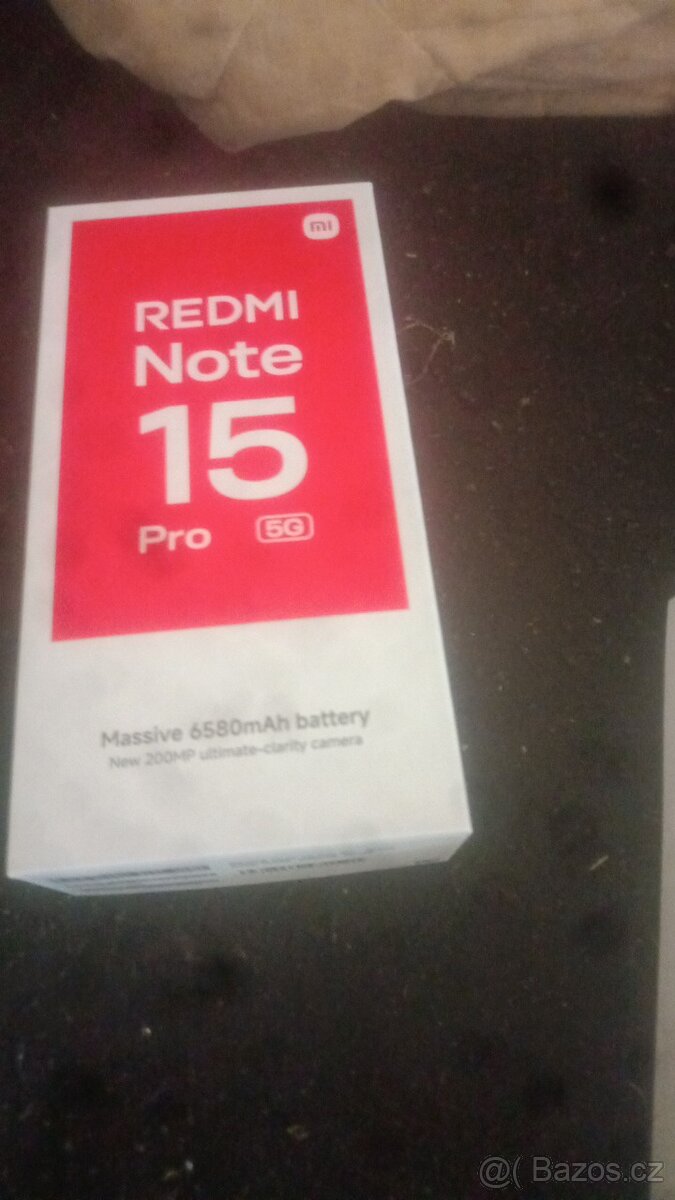 mi
REDMI
Note
15
Pro 5G
Massive 6580mAh battery
New 200MP ultimate-clarity camera
@( Bazos.cz